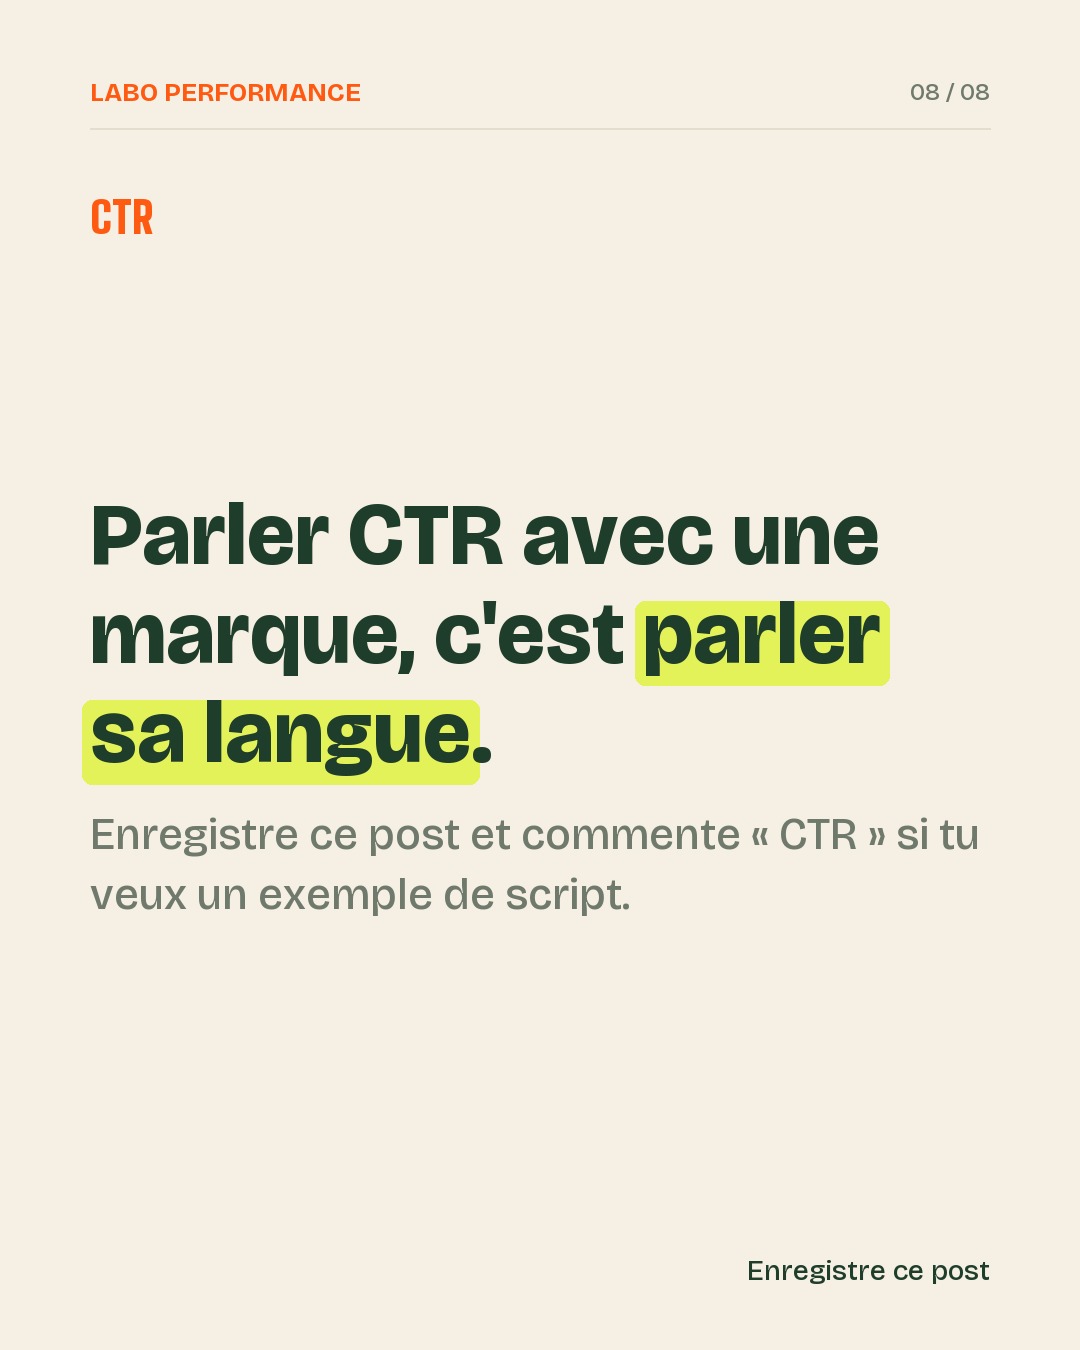 LABO PERFORMANCE
08 / 08
CTR
Parler CTR avec une
marque, c'est parler
sa langue.
Enregistre ce post et commente « CTR » si tu
veux un exemple de script.
Enregistre ce post